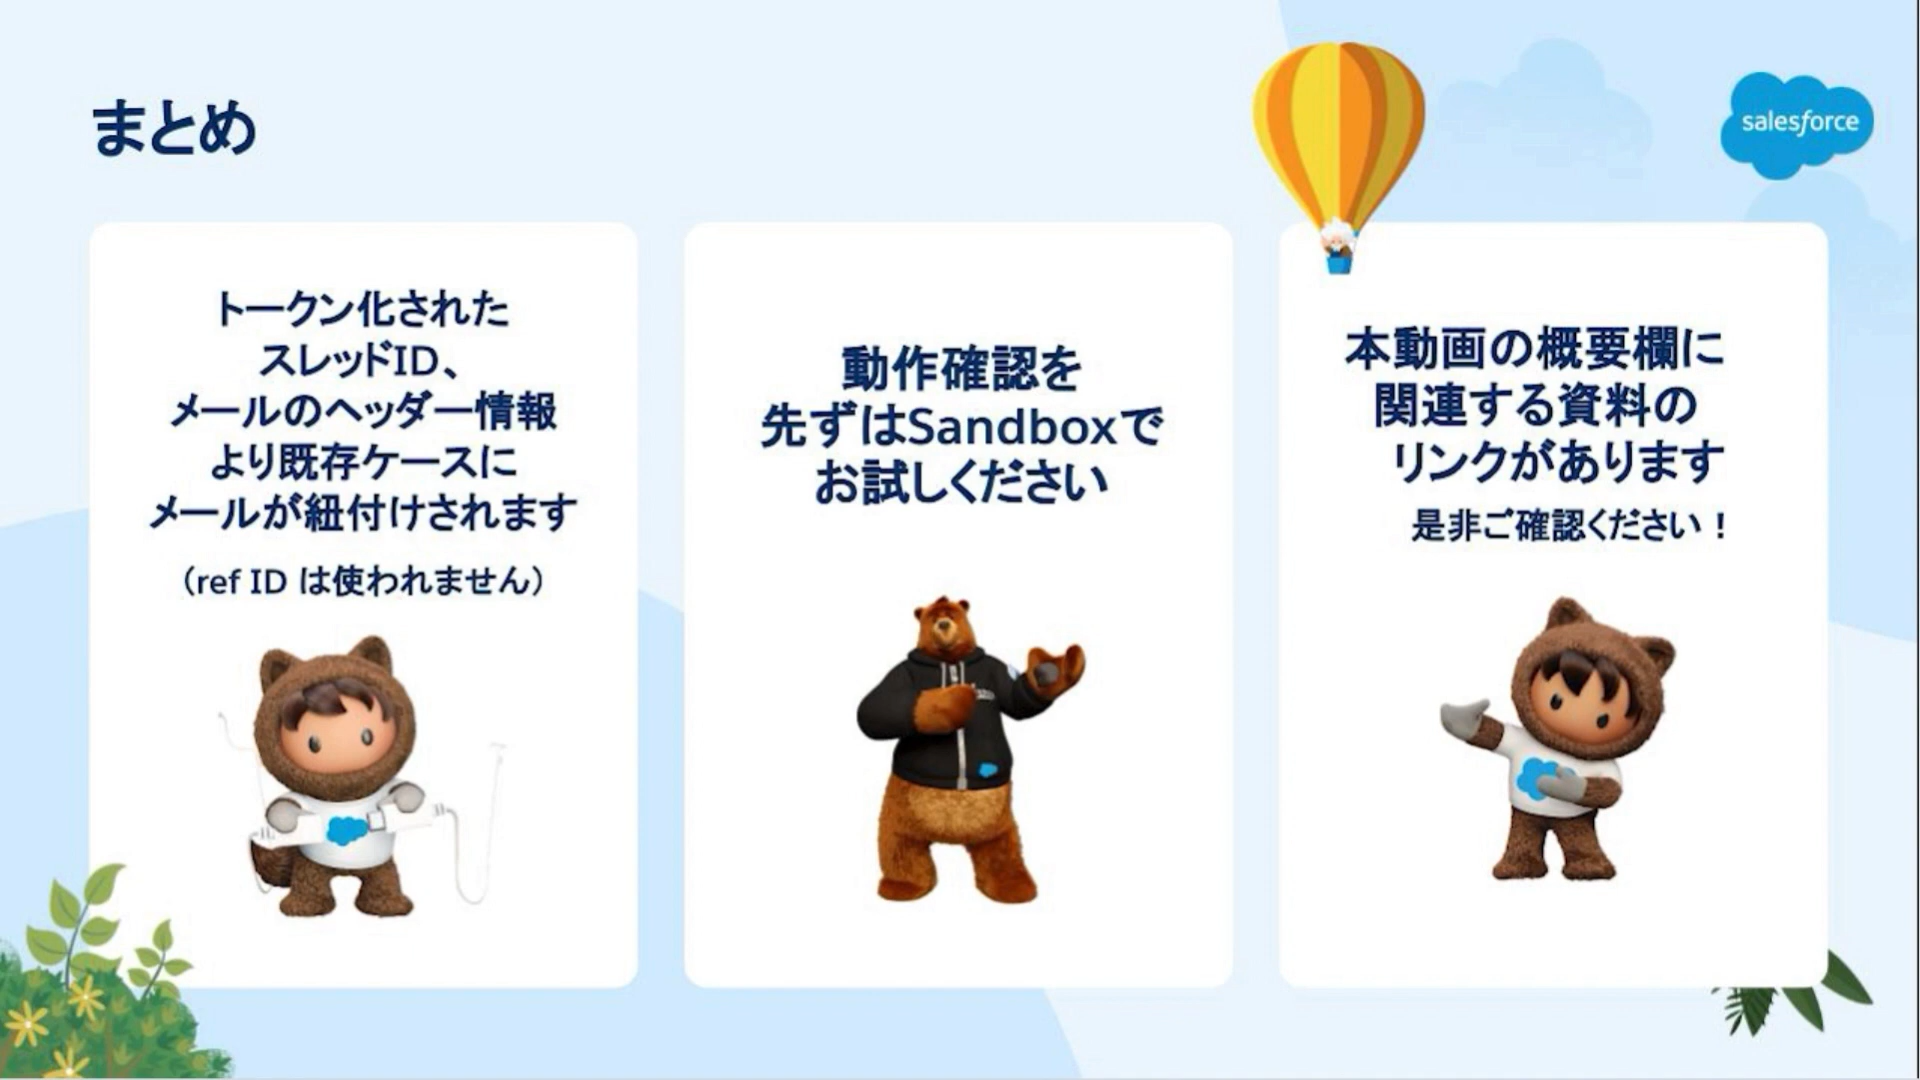 まとめ
salesforce
トークン化された
スレッドID、
メールのヘッダー情報
より既存ケースに
メールが紐付けされます
（ref ID は使われません）
動作確認を
先ずはSandboxで
お試しください
本動画の概要欄に
関連する資料の
リンクがあります
是非ご確認ください！